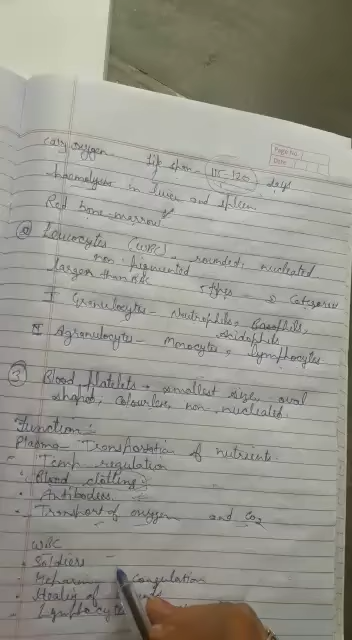 Page No.
Date
cary oxygen. life span (110-120) days
haemolysis in liver and spleen
Red bone-marrow
② Leucocytes (WBC) - rounded, nucleated
non pigmented
larger than RBC 5 types - 2 Categories
I Granulocytes - Neutrophils, Basophils,
Acidophils
II Agranulocytes - Monocytes, Lymphocytes
③ Blood platelets - smallest size, oval
shaped, colourless, non nucleated.
Function :-
Plasma - Transportation of nutrients
- Temp regulation
Blood clotting
Antibodies
Transport of oxygen and CO2
WBC
Soldiers
coagulation
Healing of
Lymphocytes